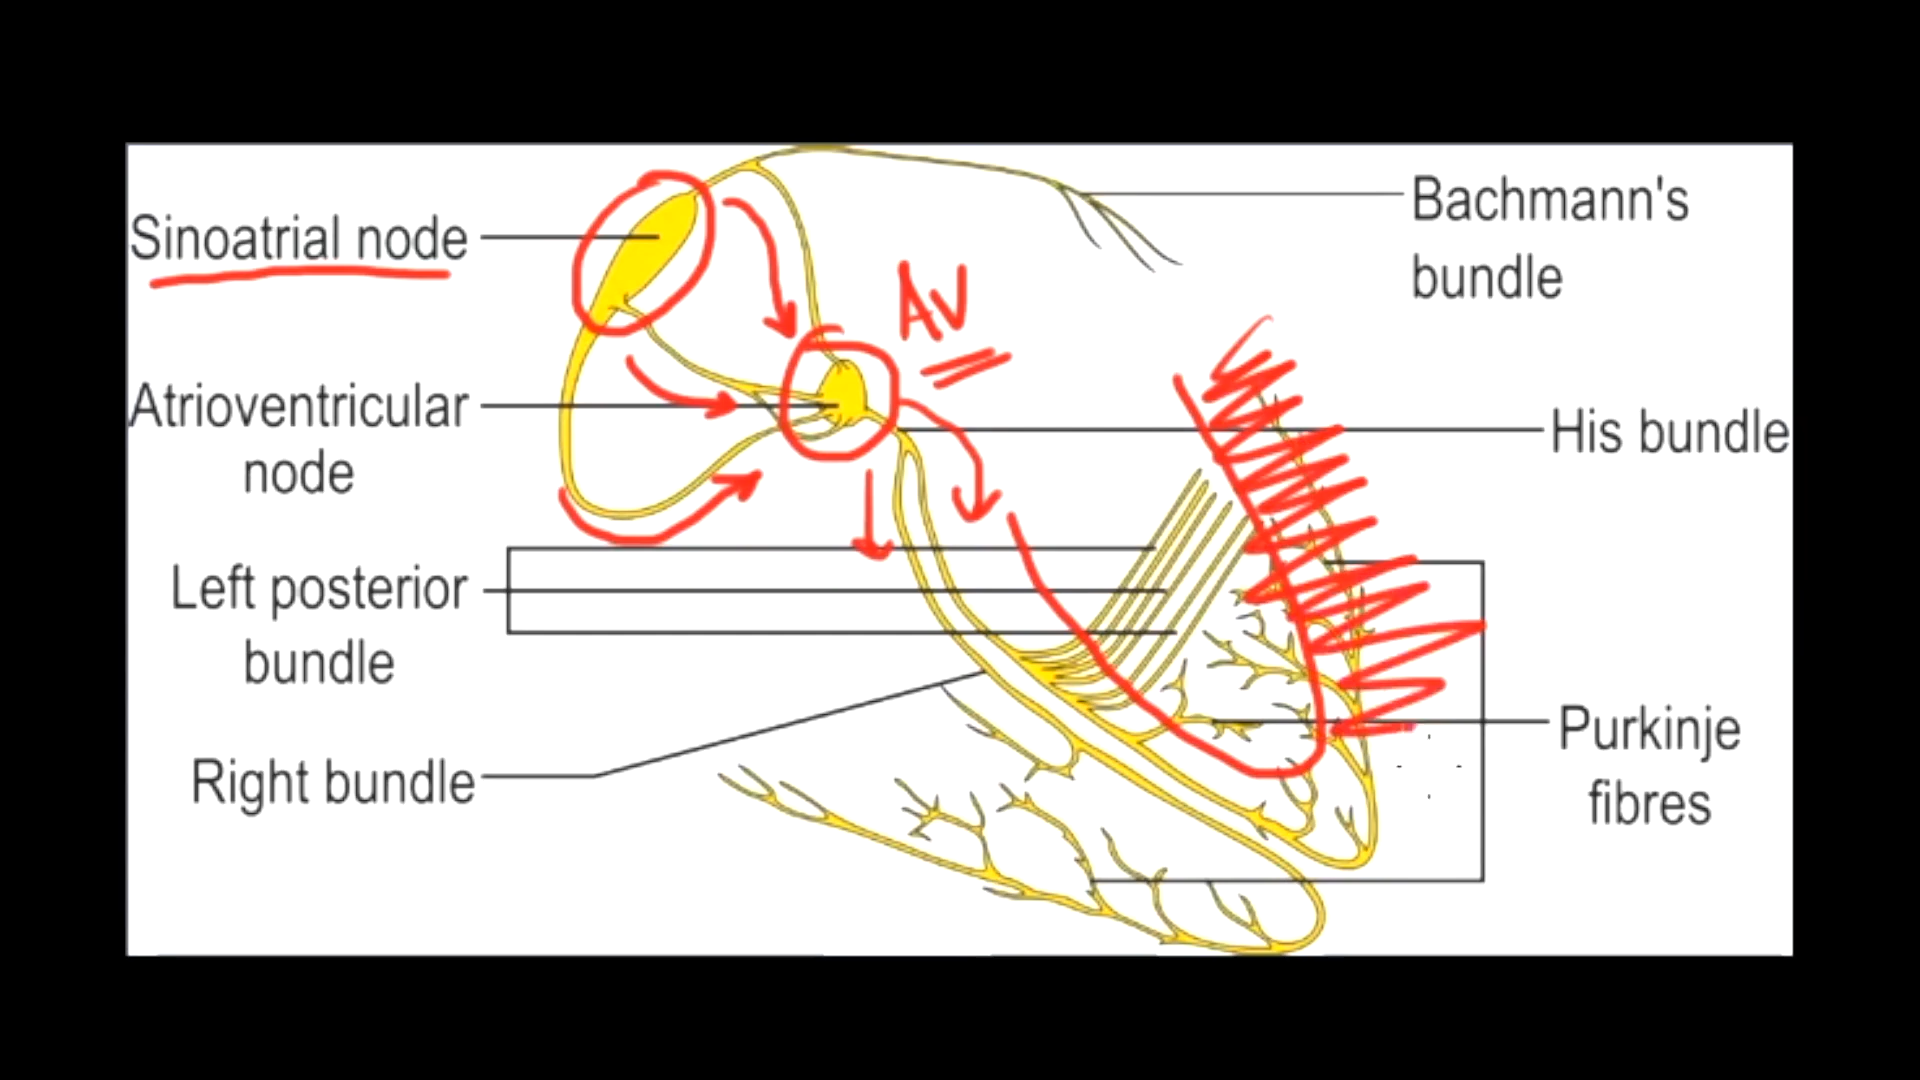 Sinoatrial node
Bachmann's
bundle
AV
Atrioventricular
node
His bundle
Left posterior
bundle
Right bundle
Purkinje
fibres